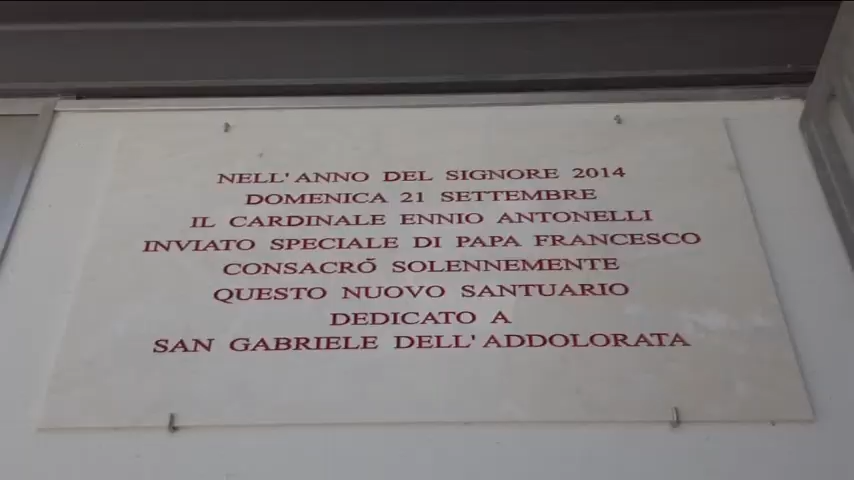 NELL'ANNO DEL SIGNORE 2014
DOMENICA 21 SETTEMBRE
IL CARDINALE ENNIO ANTONELLI
INVIATO SPECIALE DI PAPA FRANCESCO
CONSACRÓ SOLENNEMENTE
QUESTO NUOVO SANTUARIO
DEDICATO A
SAN GABRIELE DELL'ADDOLORATA